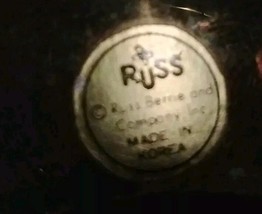 RUSS
© Russ Berrie and
Company, Inc.
MADE IN
KOREA